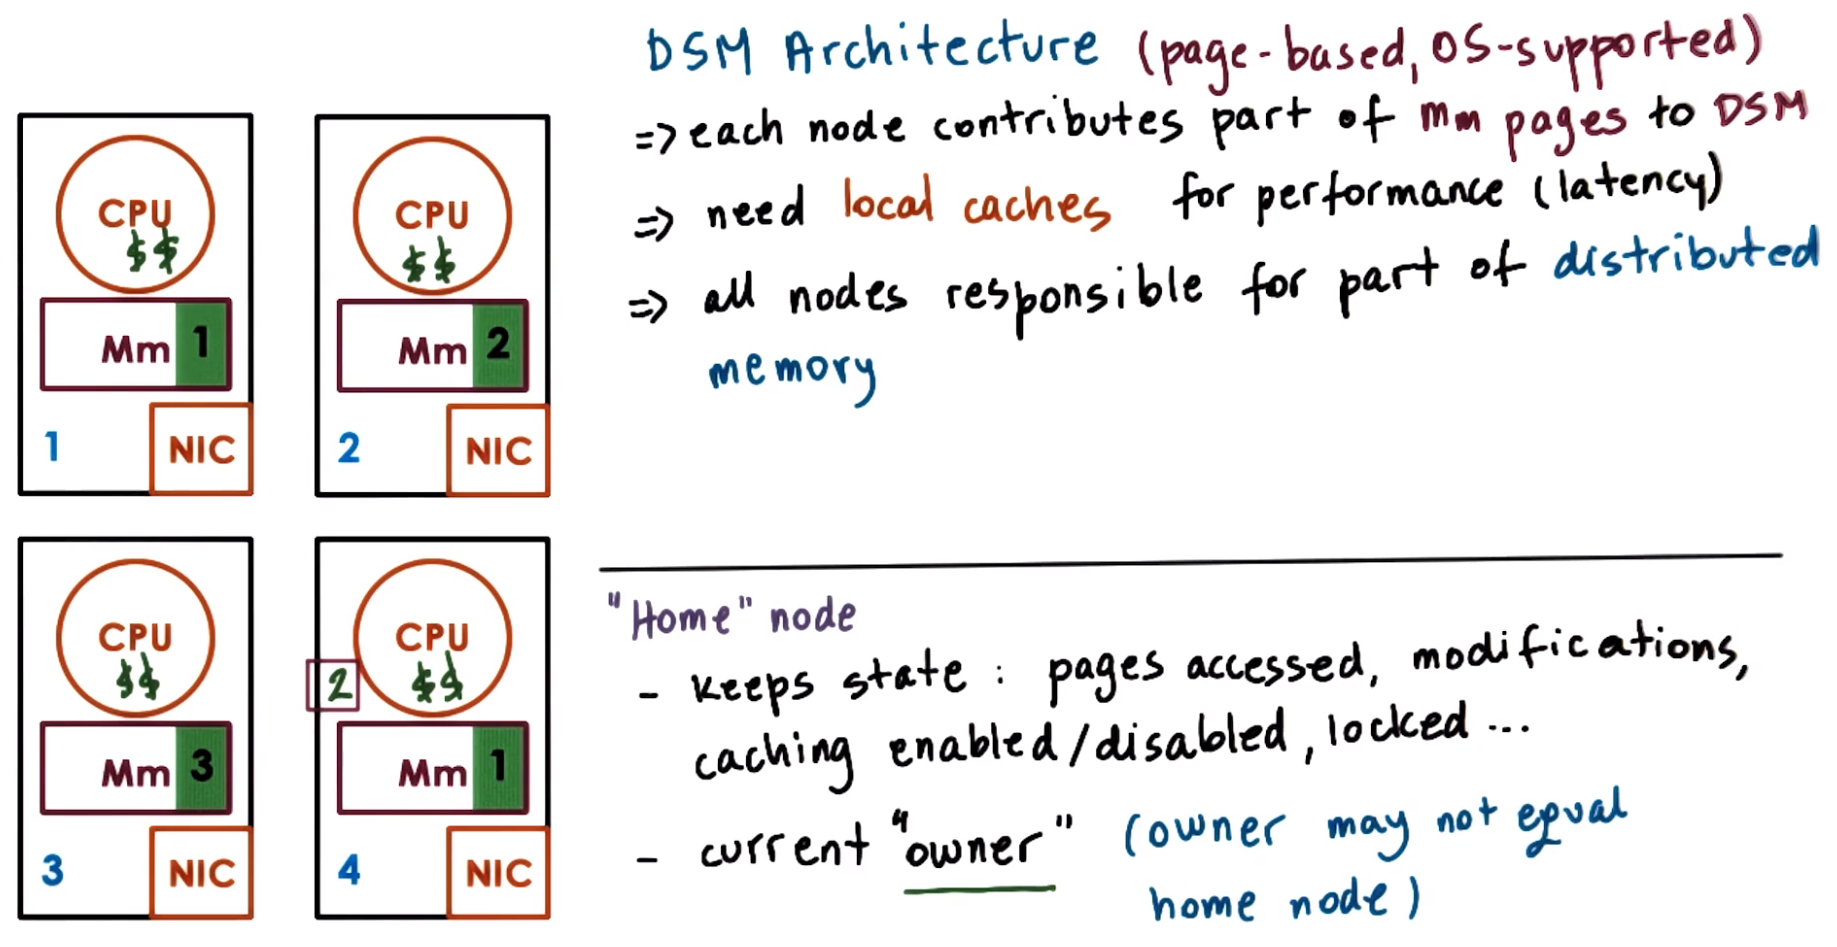 DSM Architecture (page-based, OS-supported)
=> each node contributes part of Mm pages to DSM
=> need local caches for performance (latency)
=> all nodes responsible for part of distributed
memory
CPU
$$
Mm 1
1 NIC
CPU
$$
Mm 2
2 NIC
CPU
$$
Mm 3
3 NIC
CPU
2 $$
Mm 1
4 NIC
"Home" node
- keeps state : pages accessed, modifications,
caching enabled/disabled, locked ...
- current "owner" (owner may not equal
home node)